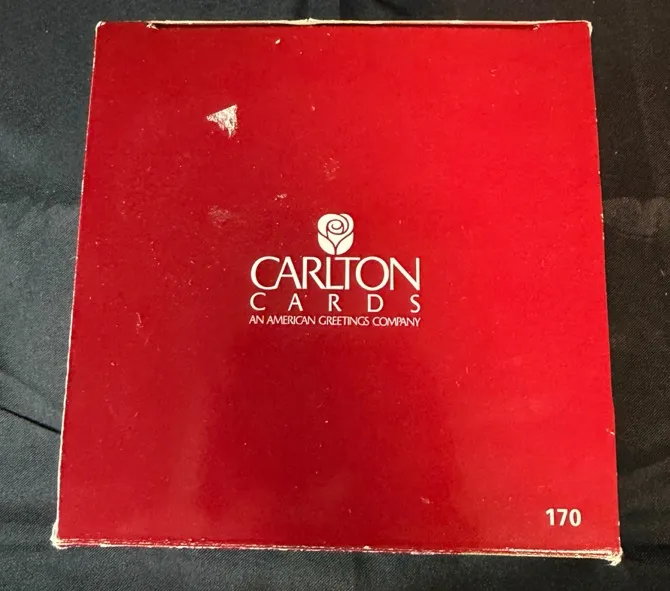 CARLTON
CARDS
AN AMERICAN GREETINGS COMPANY
170